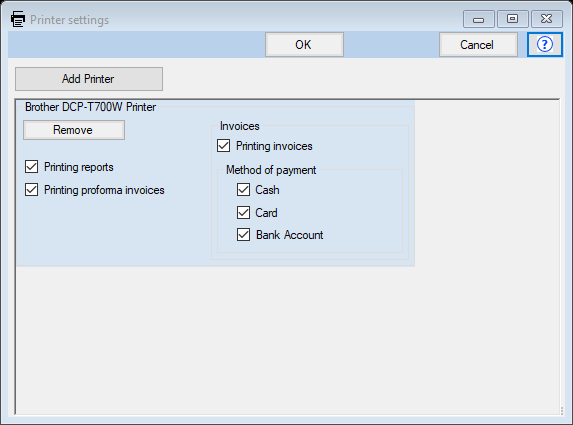 Printer settings
OK
Cancel
?
Add Printer
Brother DCP-T700W Printer
Remove
Printing reports
Printing proforma invoices
Invoices
Printing invoices
Method of payment
Cash
Card
Bank Account